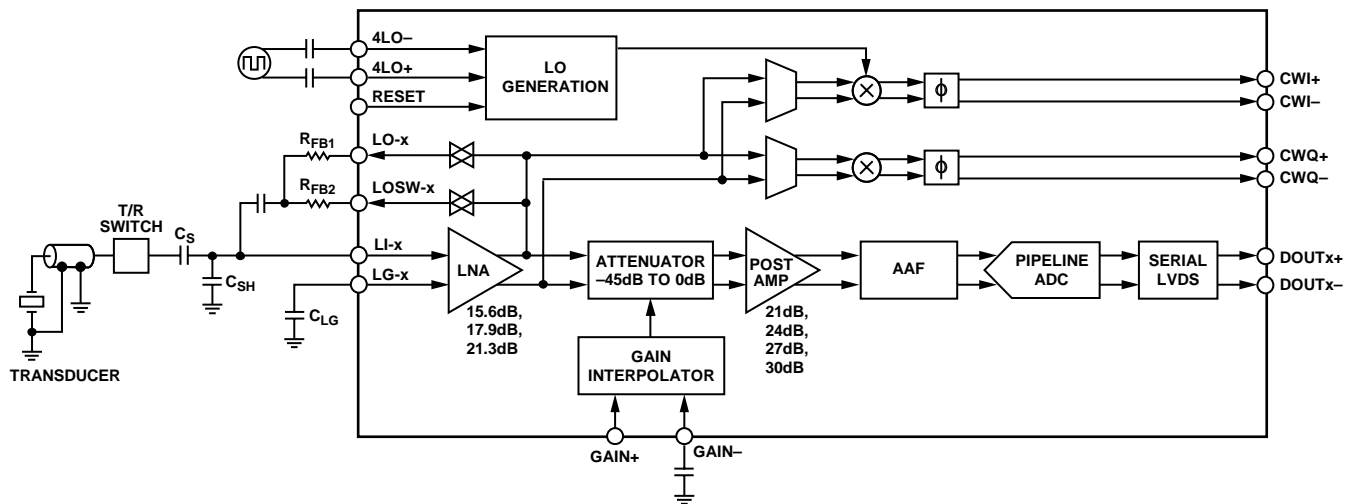 4LO–
4LO+
RESET
LO
GENERATION
CWI+
CWI–
R_FB1
LO-x
CWQ+
CWQ–
R_FB2
LOSW-x
T/R
SWITCH
C_S
LI-x
LG-x
LNA
ATTENUATOR
–45dB TO 0dB
POST
AMP
AAF
PIPELINE
ADC
SERIAL
LVDS
DOUTx+
DOUTx–
C_SH
C_LG
15.6dB,
17.9dB,
21.3dB
21dB,
24dB,
27dB,
30dB
GAIN
INTERPOLATOR
TRANSDUCER
GAIN+
GAIN–
ϕ
ϕ